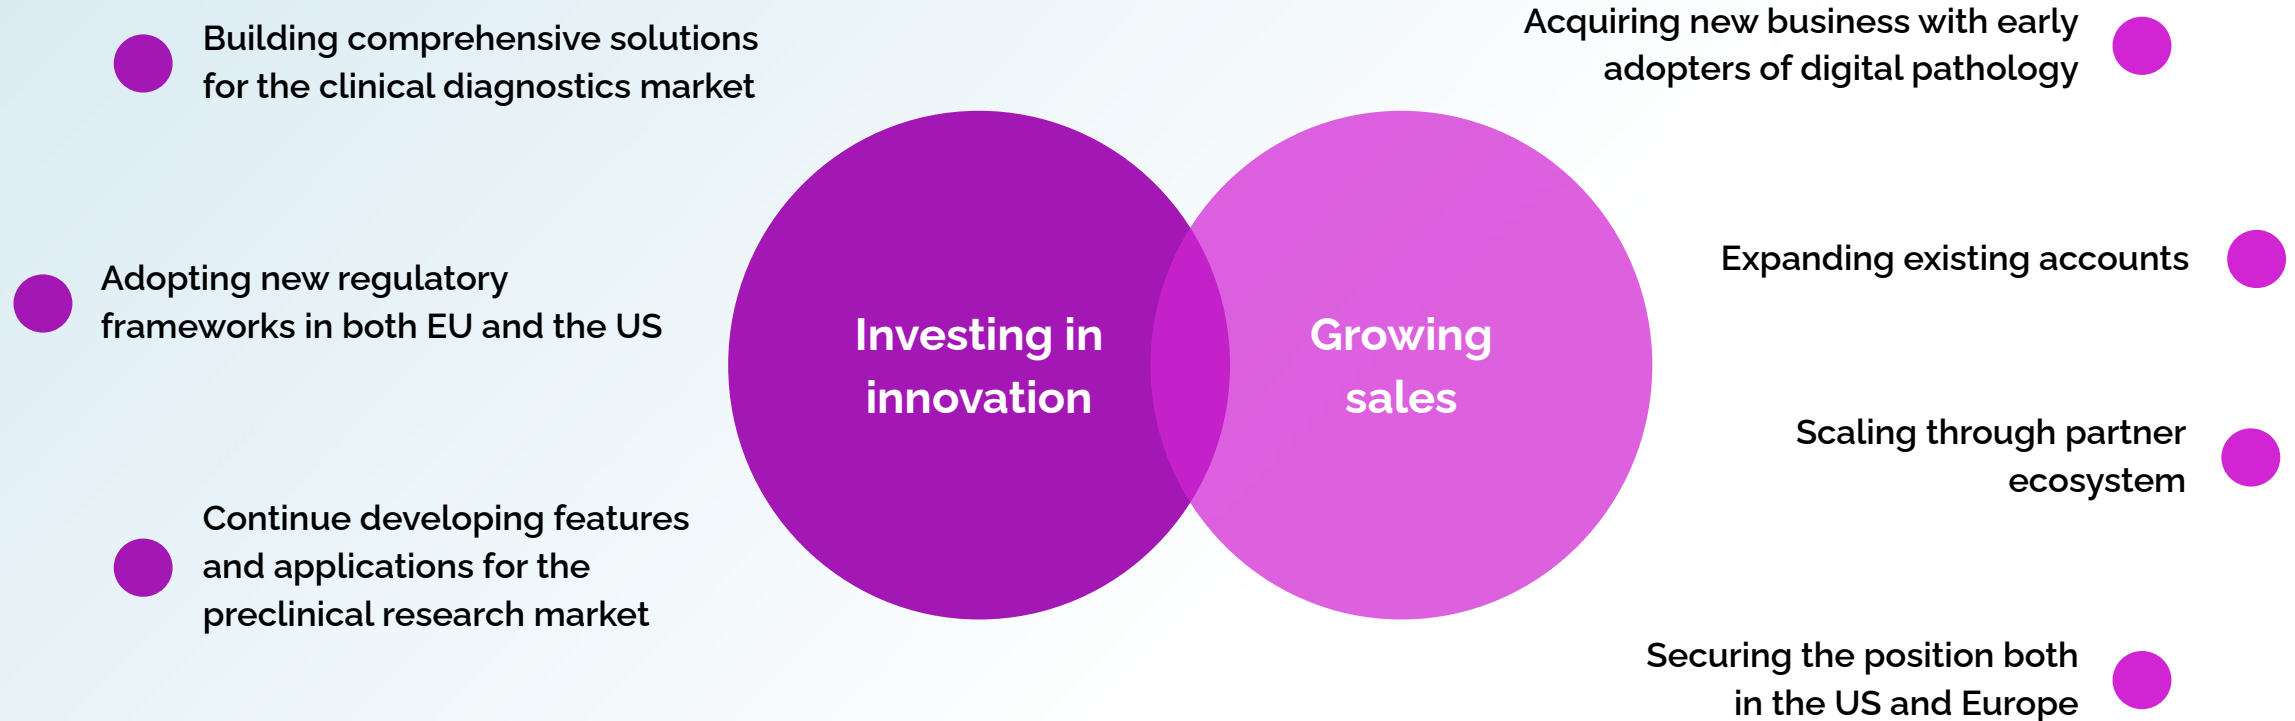 Building comprehensive solutions
for the clinical diagnostics market
Adopting new regulatory
frameworks in both EU and the US
Continue developing features
and applications for the
preclinical research market
Investing in
innovation
Growing
sales
Acquiring new business with early
adopters of digital pathology
Expanding existing accounts
Scaling through partner
ecosystem
Securing the position both
in the US and Europe